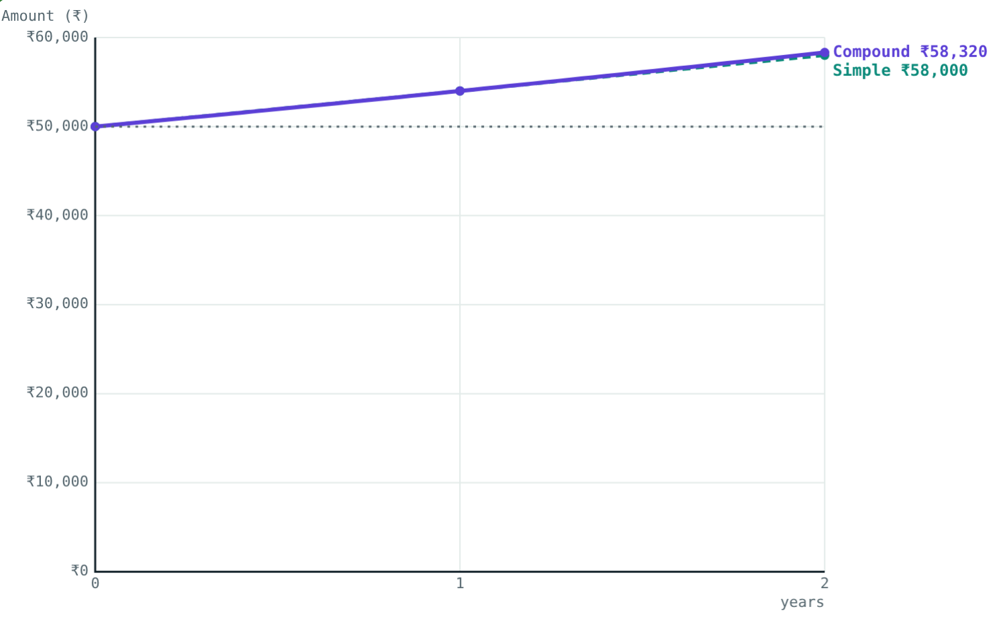 Amount (₹)
₹60,000
Compound ₹58,320
Simple ₹58,000
₹50,000
₹40,000
₹30,000
₹20,000
₹10,000
₹0
0 1 2
years